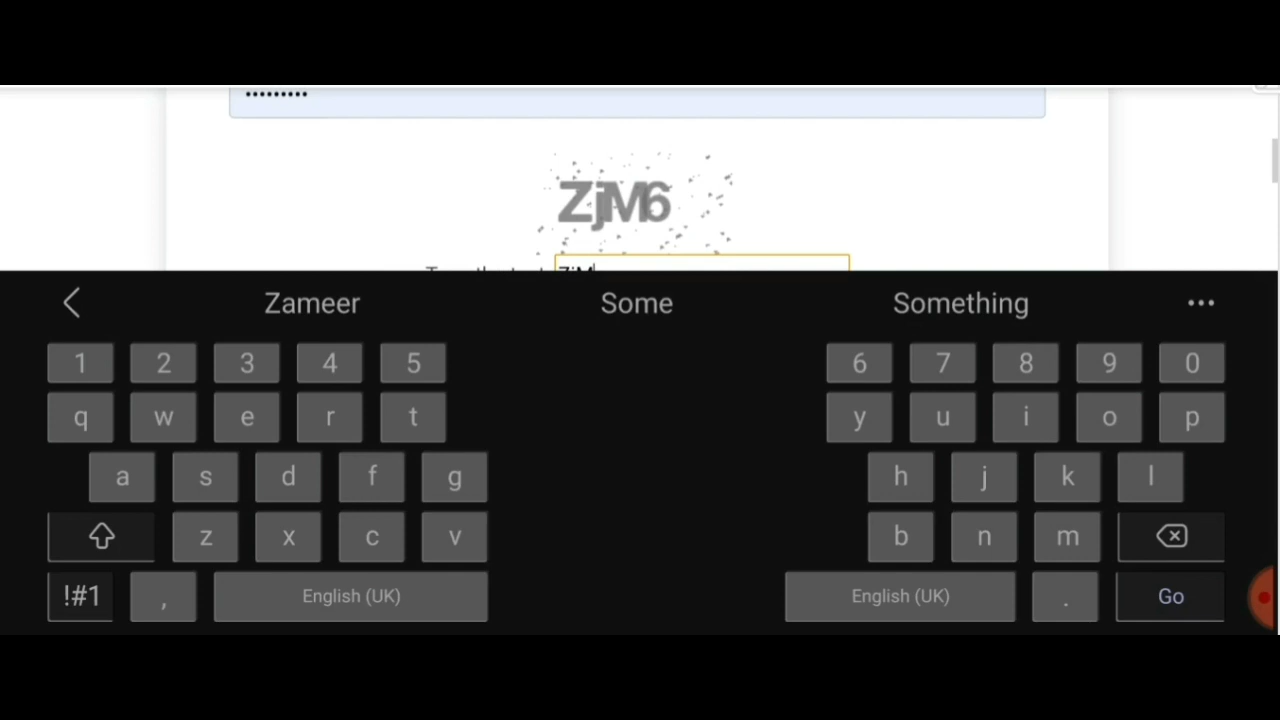 •••••••••
ZjM6
ZjM
Zameer Some Something
1 2 3 4 5 6 7 8 9 0
q w e r t y u i o p
a s d f g h j k l
z x c v b n m
!#1 , English (UK) English (UK) . Go